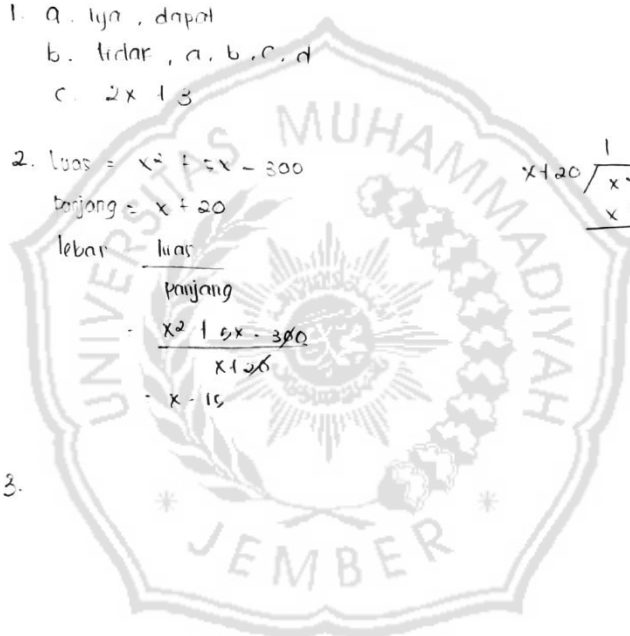 1. a. iya, dapat
b. tidak, a, b, c, d
c. 2x + 3
2. Luas = x² + 5x - 300
Panjang = x + 20
lebar luas
panjang
- x² + 5x - 300
x + 20
- x - 15
1
x+20 / x
x
3.
UNIVERSITAS MUHAMMADIYAH
JEMBER